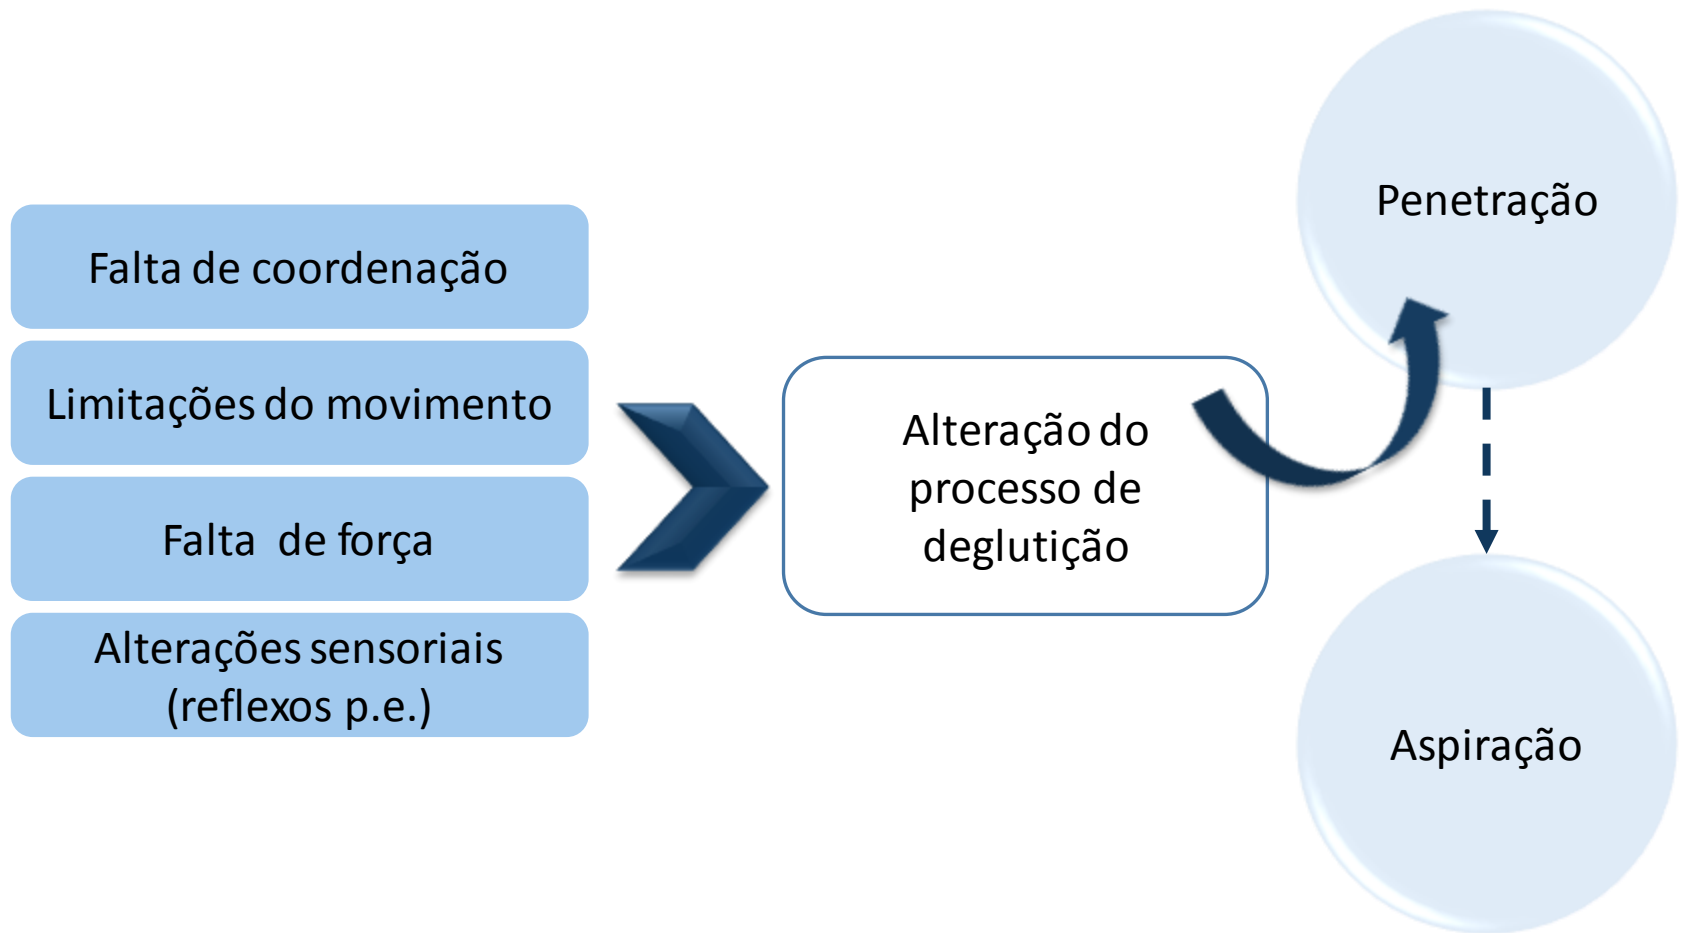 Falta de coordenação
Limitações do movimento
Falta de força
Alterações sensoriais
(reflexos p.e.)
Alteração do
processo de
deglutição
Penetração
Aspiração